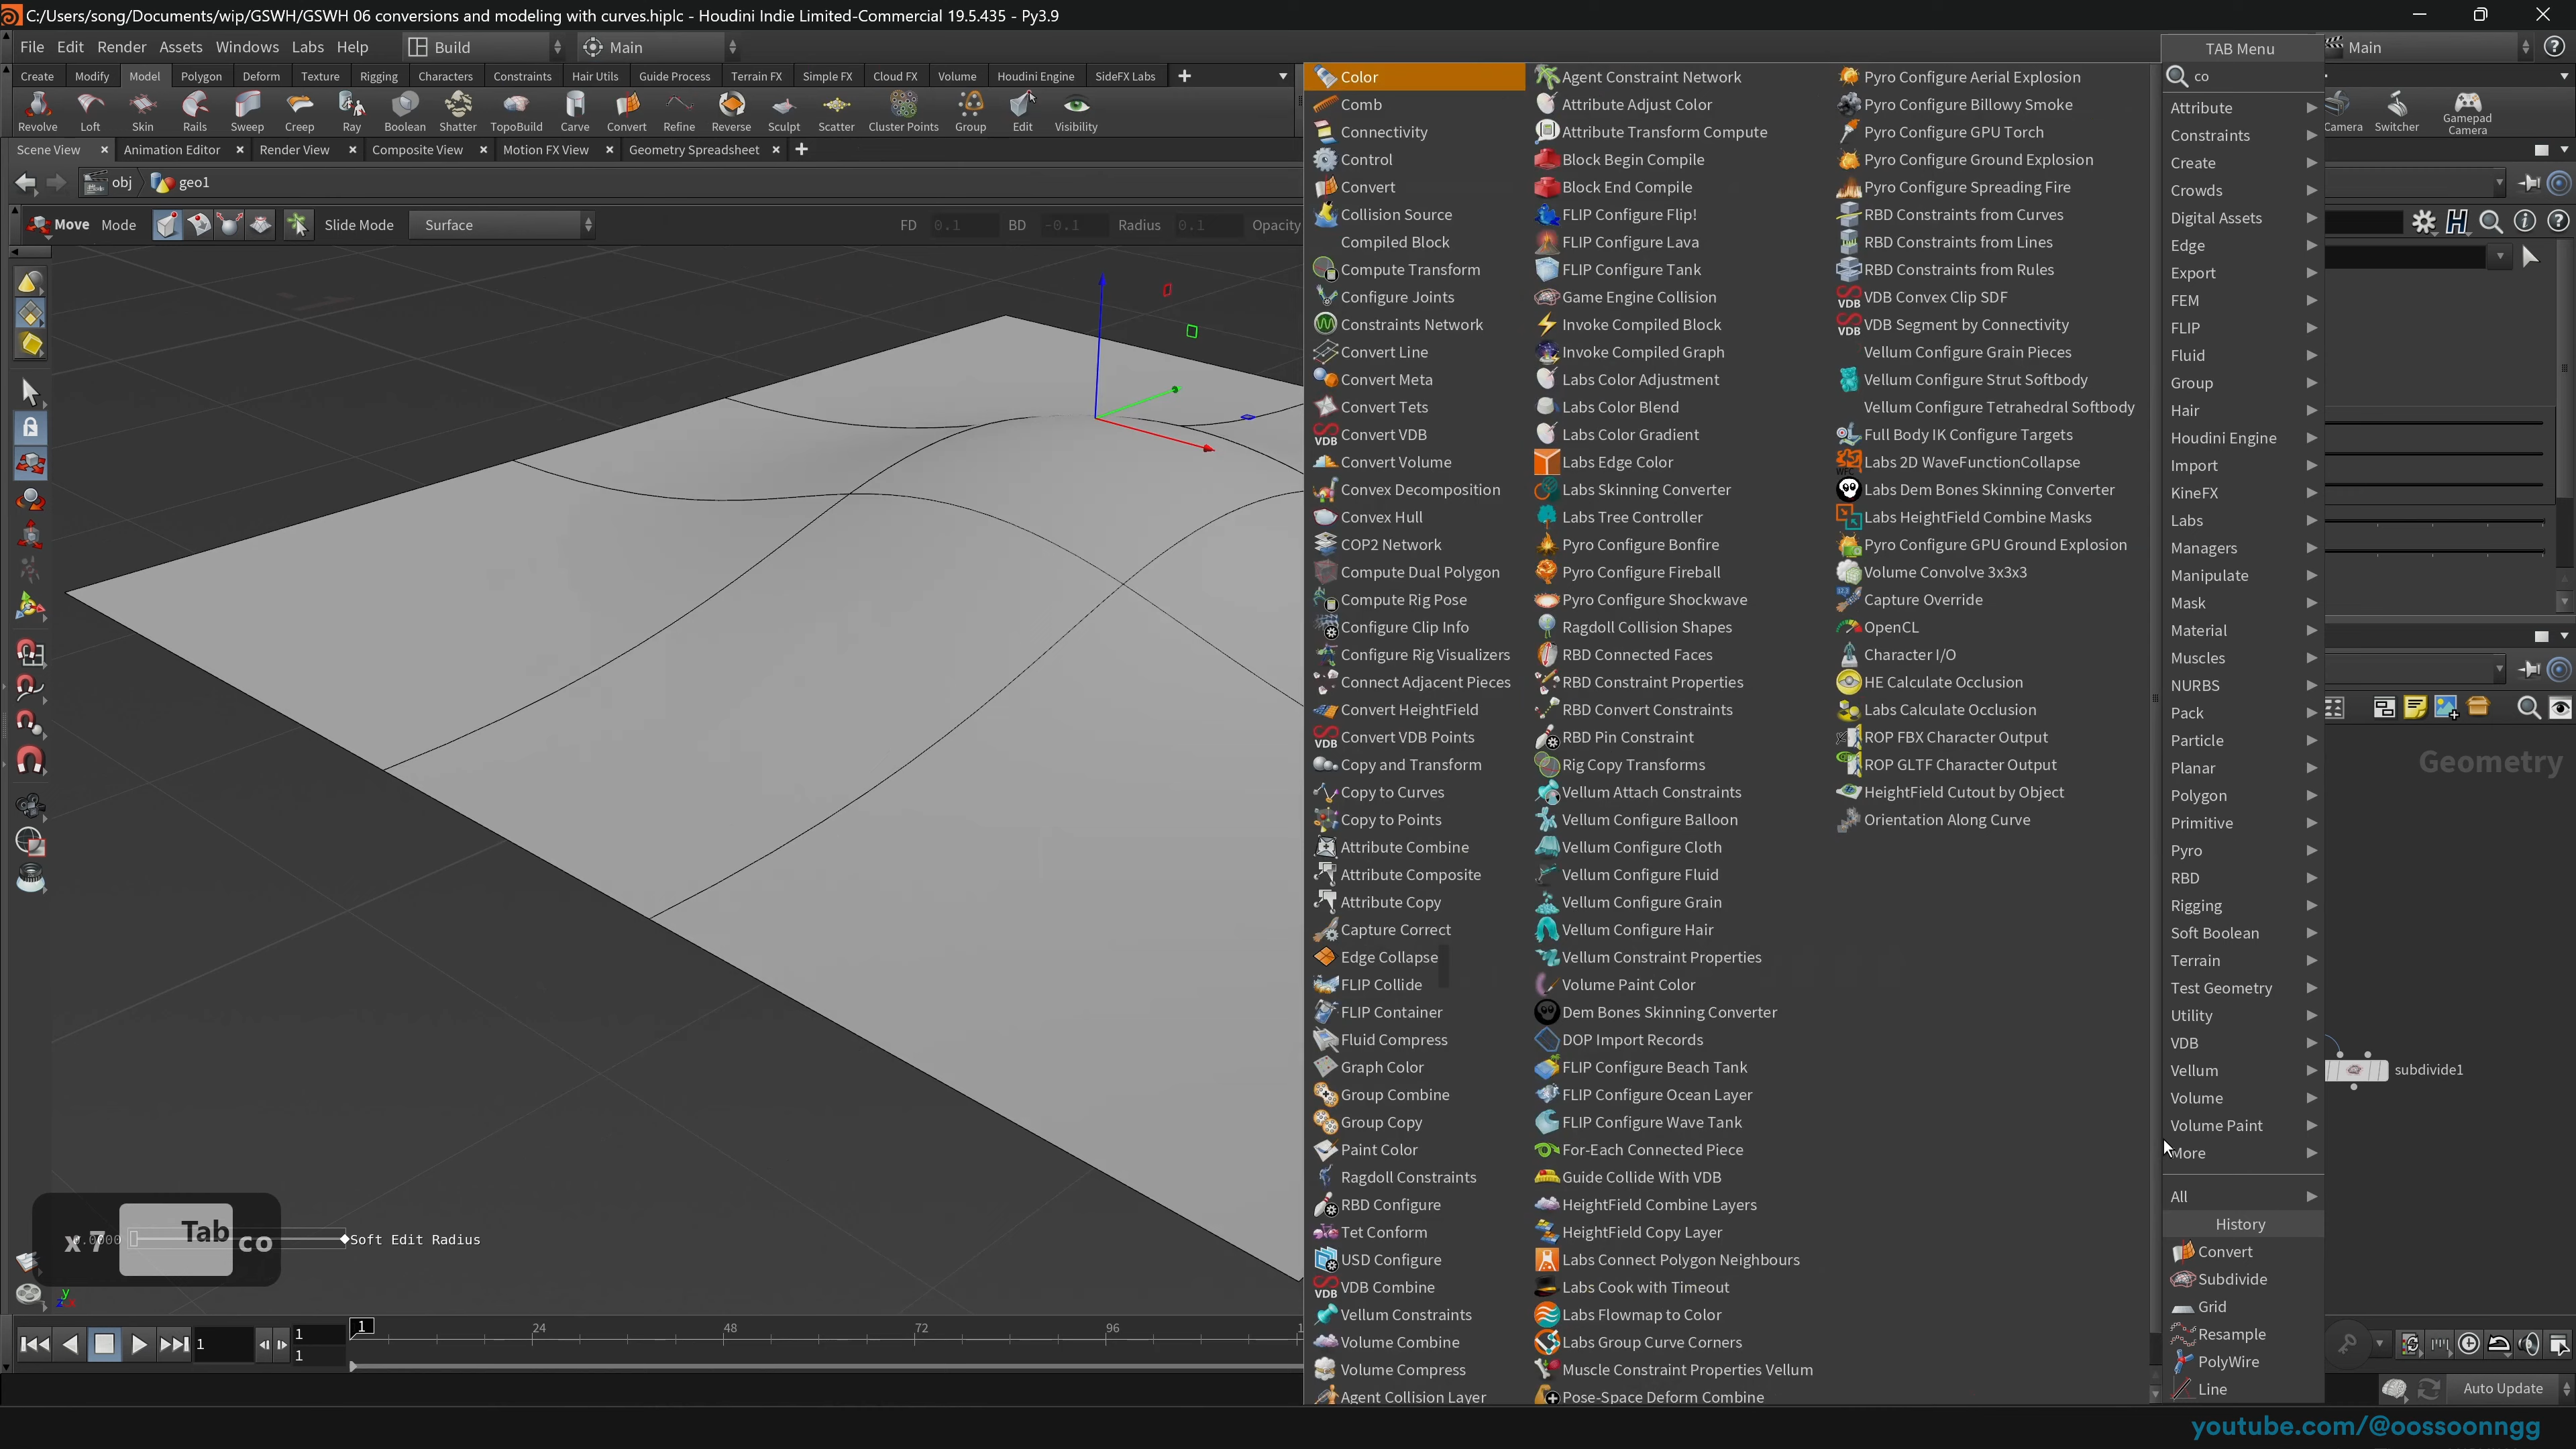 C:/Users/song/Documents/wip/GSWH/GSWH 06 conversions and modeling with curves.hiplc - Houdini Indie Limited-Commercial 19.5.435 - Py3.9
File Edit Render Assets Windows Labs Help Build Main
TAB Menu
Main
Create Modify Model Polygon Deform Texture Rigging Characters Constraints Hair Utils Guide Process Terrain FX Simple FX Cloud FX Volume Houdini Engine SideFX Labs
co
Revolve Loft Skin Rails Sweep Creep Ray Boolean Shatter TopoBuild Carve Convert Refine Reverse Sculpt Scatter Cluster Points Group Edit Visibility
Camera Switcher Gamepad Camera
Scene View Animation Editor Render View Composite View Motion FX View Geometry Spreadsheet
obj geo1
Move Mode Slide Mode Surface FD 0.1 BD -0.1 Radius 0.1 Opacity
Color
Comb
Connectivity
Control
Convert
Collision Source
Compiled Block
Compute Transform
Configure Joints
Constraints Network
Convert Line
Convert Meta
Convert Tets
Convert VDB
Convert Volume
Convex Decomposition
Convex Hull
COP2 Network
Compute Dual Polygon
Compute Rig Pose
Configure Clip Info
Configure Rig Visualizers
Connect Adjacent Pieces
Convert HeightField
Convert VDB Points
Copy and Transform
Copy to Curves
Copy to Points
Attribute Combine
Attribute Composite
Attribute Copy
Capture Correct
Edge Collapse
FLIP Collide
FLIP Container
Fluid Compress
Graph Color
Group Combine
Group Copy
Paint Color
Ragdoll Constraints
RBD Configure
Tet Conform
USD Configure
VDB Combine
Vellum Constraints
Volume Combine
Volume Compress
Agent Collision Layer
Agent Constraint Network
Attribute Adjust Color
Attribute Transform Compute
Block Begin Compile
Block End Compile
FLIP Configure Flip!
FLIP Configure Lava
FLIP Configure Tank
Game Engine Collision
Invoke Compiled Block
Invoke Compiled Graph
Labs Color Adjustment
Labs Color Blend
Labs Color Gradient
Labs Edge Color
Labs Skinning Converter
Labs Tree Controller
Pyro Configure Bonfire
Pyro Configure Fireball
Pyro Configure Shockwave
Ragdoll Collision Shapes
RBD Connected Faces
RBD Constraint Properties
RBD Convert Constraints
RBD Pin Constraint
Rig Copy Transforms
Vellum Attach Constraints
Vellum Configure Balloon
Vellum Configure Cloth
Vellum Configure Fluid
Vellum Configure Grain
Vellum Configure Hair
Vellum Constraint Properties
Volume Paint Color
Dem Bones Skinning Converter
DOP Import Records
FLIP Configure Beach Tank
FLIP Configure Ocean Layer
FLIP Configure Wave Tank
For-Each Connected Piece
Guide Collide With VDB
HeightField Combine Layers
HeightField Copy Layer
Labs Connect Polygon Neighbours
Labs Cook with Timeout
Labs Flowmap to Color
Labs Group Curve Corners
Muscle Constraint Properties Vellum
Pose-Space Deform Combine
Pyro Configure Aerial Explosion
Pyro Configure Billowy Smoke
Pyro Configure GPU Torch
Pyro Configure Ground Explosion
Pyro Configure Spreading Fire
RBD Constraints from Curves
RBD Constraints from Lines
RBD Constraints from Rules
VDB Convex Clip SDF
VDB Segment by Connectivity
Vellum Configure Grain Pieces
Vellum Configure Strut Softbody
Vellum Configure Tetrahedral Softbody
Full Body IK Configure Targets
Labs 2D WaveFunctionCollapse
Labs Dem Bones Skinning Converter
Labs HeightField Combine Masks
Pyro Configure GPU Ground Explosion
Volume Convolve 3x3x3
Capture Override
OpenCL
Character I/O
HE Calculate Occlusion
Labs Calculate Occlusion
ROP FBX Character Output
ROP GLTF Character Output
HeightField Cutout by Object
Orientation Along Curve
Attribute
Constraints
Create
Crowds
Digital Assets
Edge
Export
FEM
FLIP
Fluid
Group
Hair
Houdini Engine
Import
KineFX
Labs
Managers
Manipulate
Mask
Material
Muscles
NURBS
Pack
Particle
Planar
Polygon
Primitive
Pyro
RBD
Rigging
Soft Boolean
Terrain
Test Geometry
Utility
VDB
Vellum
Volume
Volume Paint
More
All
History
Convert
Subdivide
Grid
Resample
PolyWire
Line
Geometry
subdivide1
x 7 Tab co
Soft Edit Radius
1 1 1 1 24 48 72 96
Auto Update
youtube.com/@oossoonngg